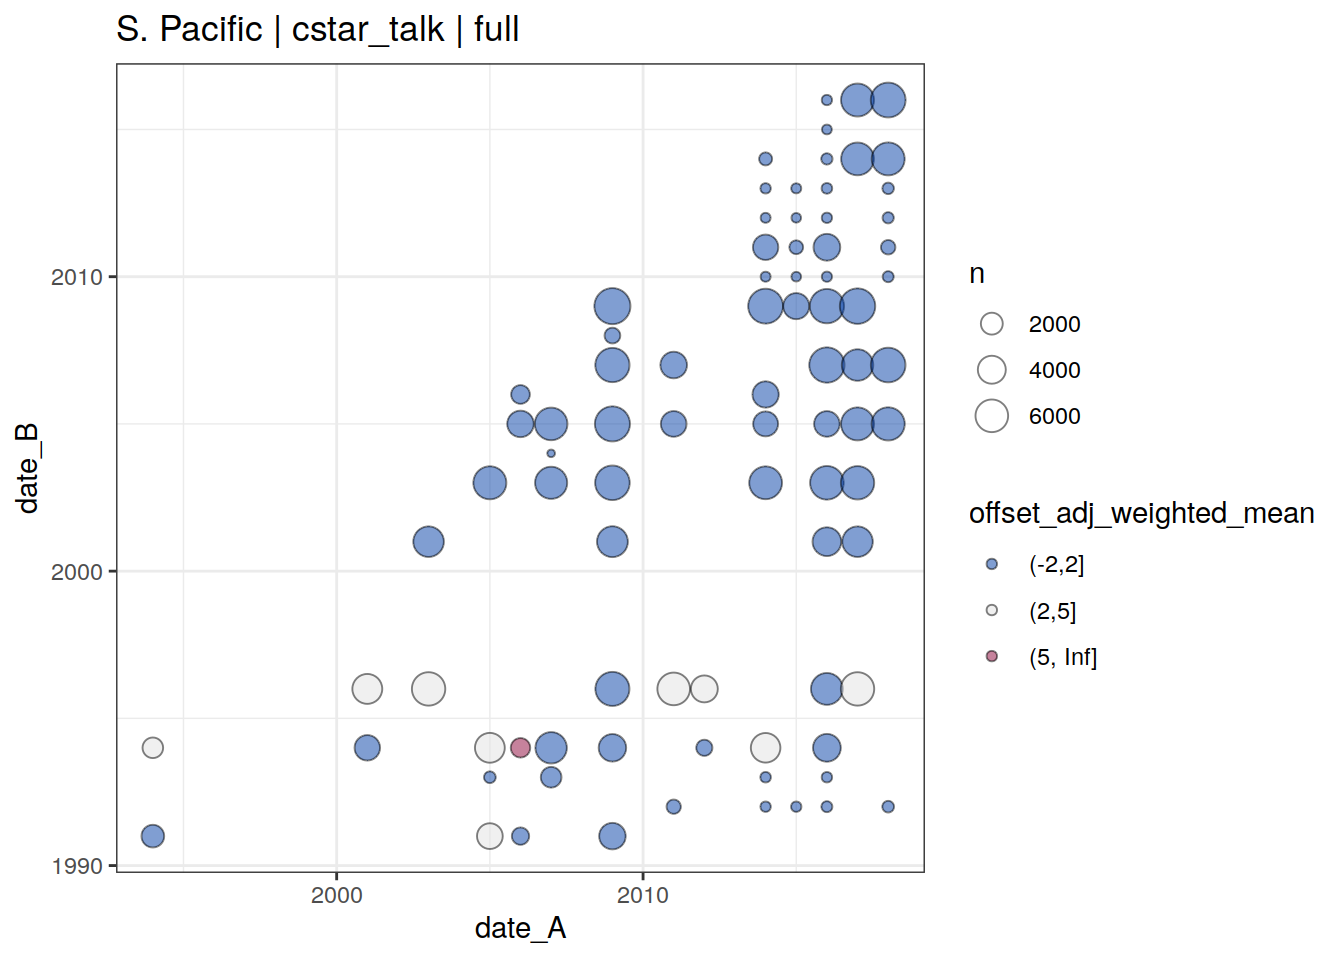 S. Pacific | cstar_talk | full
date_B
2010
2000
1990
2000
2010
date_A
n
2000
4000
6000
offset_adj_weighted_mean
(-2,2]
(2,5]
(5, Inf]